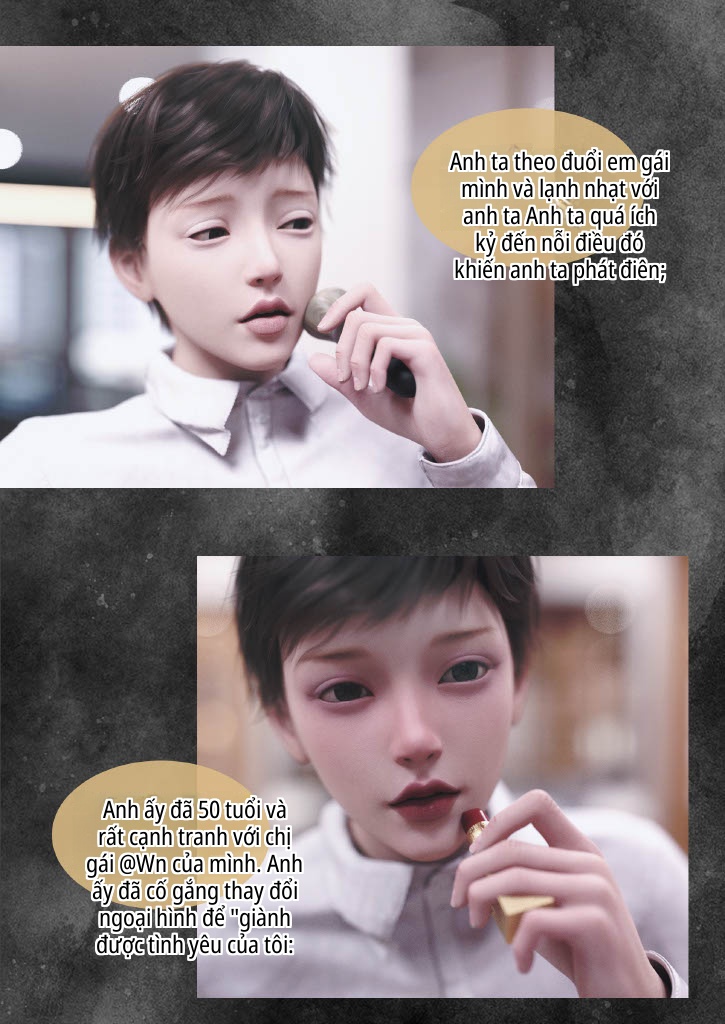 Anh ta theo đuổi em gái
mình và lạnh nhạt với
anh ta Anh ta quá ích
kỷ đến nỗi điều đó
khiến anh ta phát điên;
Anh ấy đã 50 tuổi và
rất cạnh tranh với chị
gái @Wn của mình. Anh
ấy đã cố gắng thay đổi
ngoại hình để "giành
được tình yêu của tôi: